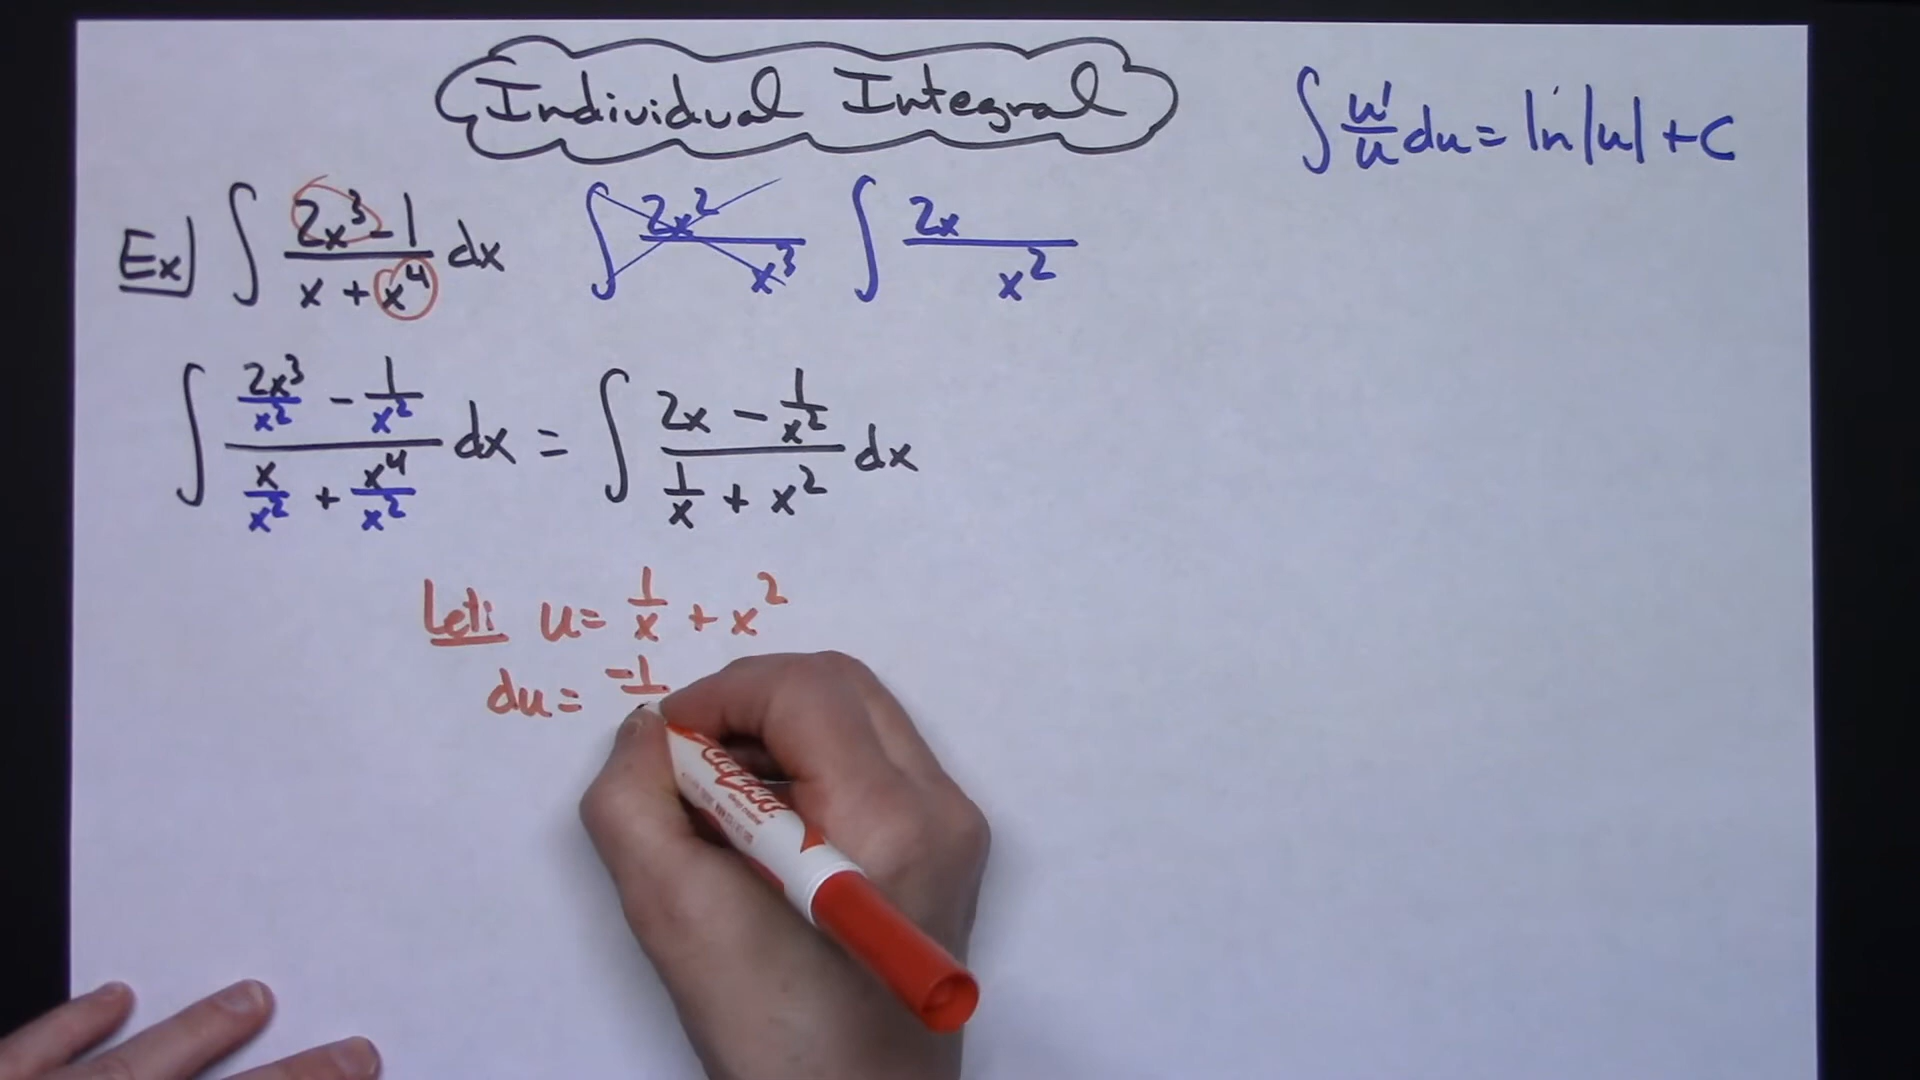 Individual Integral
∫ u'/u du = ln|u| + C
Ex) ∫ (2x³ - 1)/(x + x⁴) dx ∫ 2x²/x³ ∫ 2x/x²
∫ (2x³/x² - 1/x²)/(x/x² + x⁴/x²) dx = ∫ (2x - 1/x²)/(1/x + x²) dx
Let: u = 1/x + x²
du = -1/
Crayola